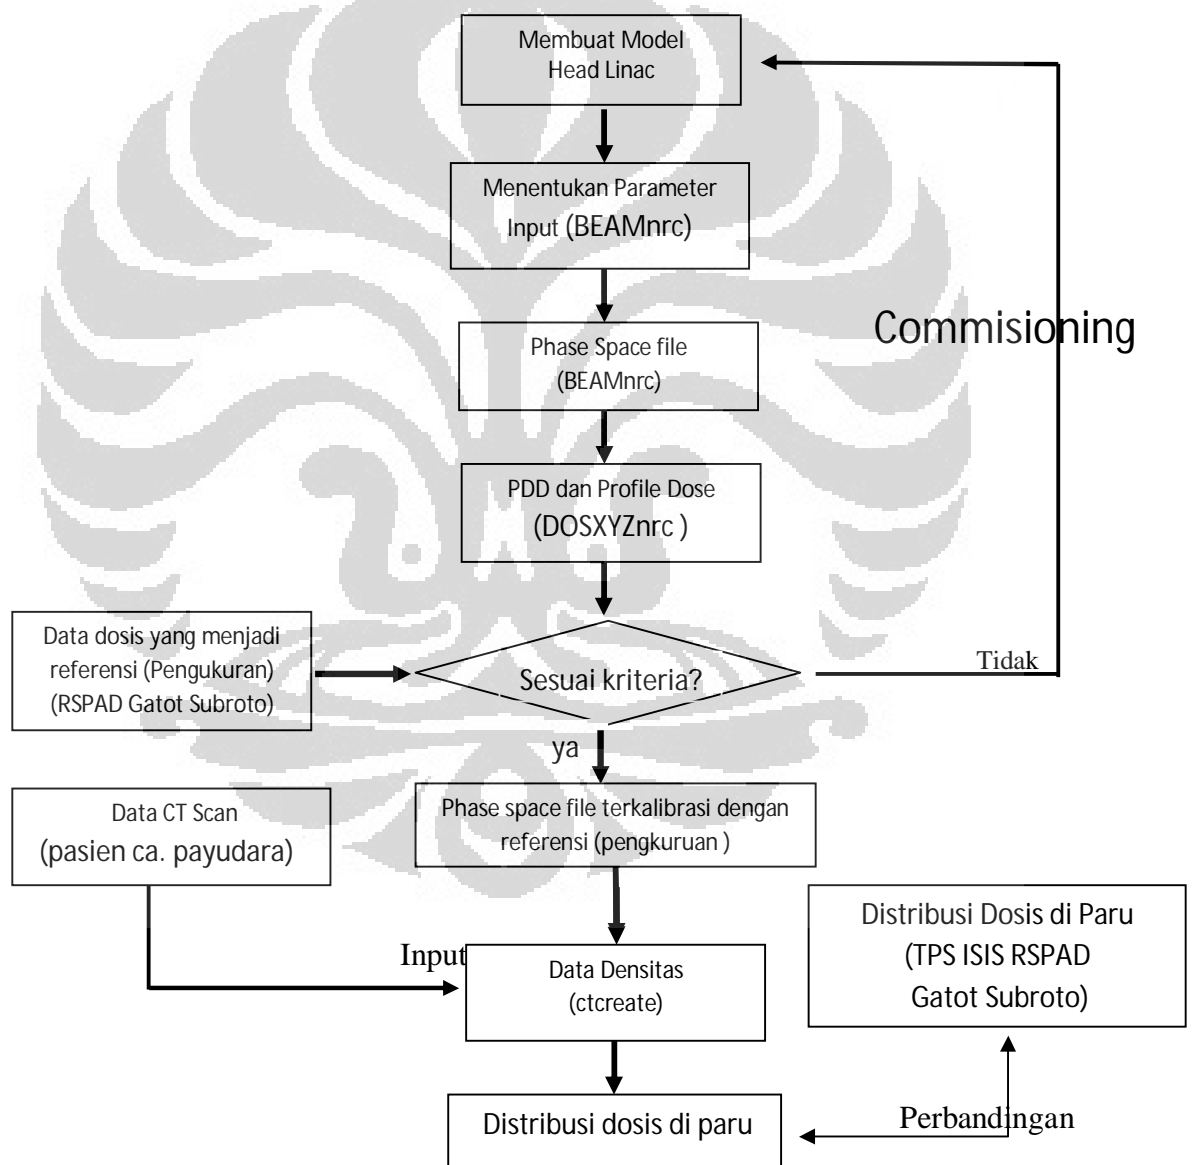 Membuat Model
Head Linac
Menentukan Parameter
Input (BEAMnrc)
Commisioning
Phase Space file
(BEAMnrc)
PDD dan Profile Dose
(DOSXYZnrc )
Data dosis yang menjadi
referensi (Pengukuran)
(RSPAD Gatot Subroto)
Sesuai kriteria?
Tidak
ya
Data CT Scan
(pasien ca. payudara)
Phase space file terkalibrasi dengan
referensi (pengkuruan )
Distribusi Dosis di Paru
(TPS ISIS RSPAD
Gatot Subroto)
Input
Data Densitas
(ctcreate)
Distribusi dosis di paru
Perbandingan